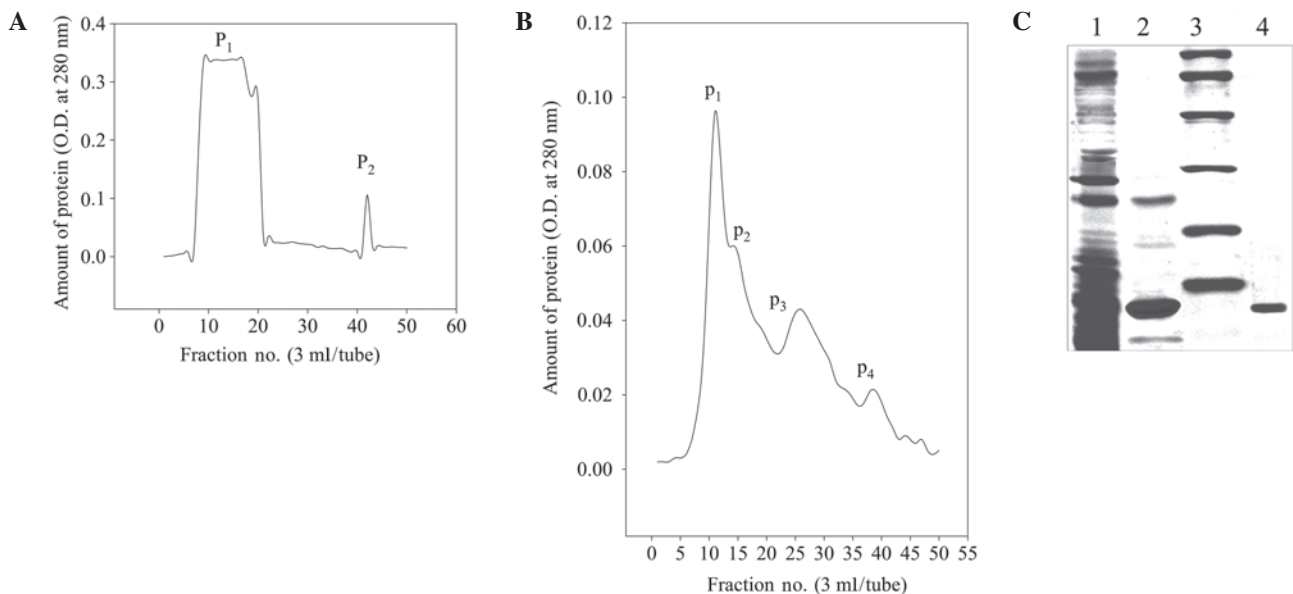 A
Amount of protein (O.D. at 280 nm)
0.4
0.3
0.2
0.1
0.0
P1
P2
0 10 20 30 40 50 60
Fraction no. (3 ml/tube)
B
Amount of protein (O.D. at 280 nm)
0.12
0.10
0.08
0.06
0.04
0.02
0.00
p1
p2
p3
p4
0 5 10 15 20 25 30 35 40 45 50 55
Fraction no. (3 ml/tube)
C
1 2 3 4